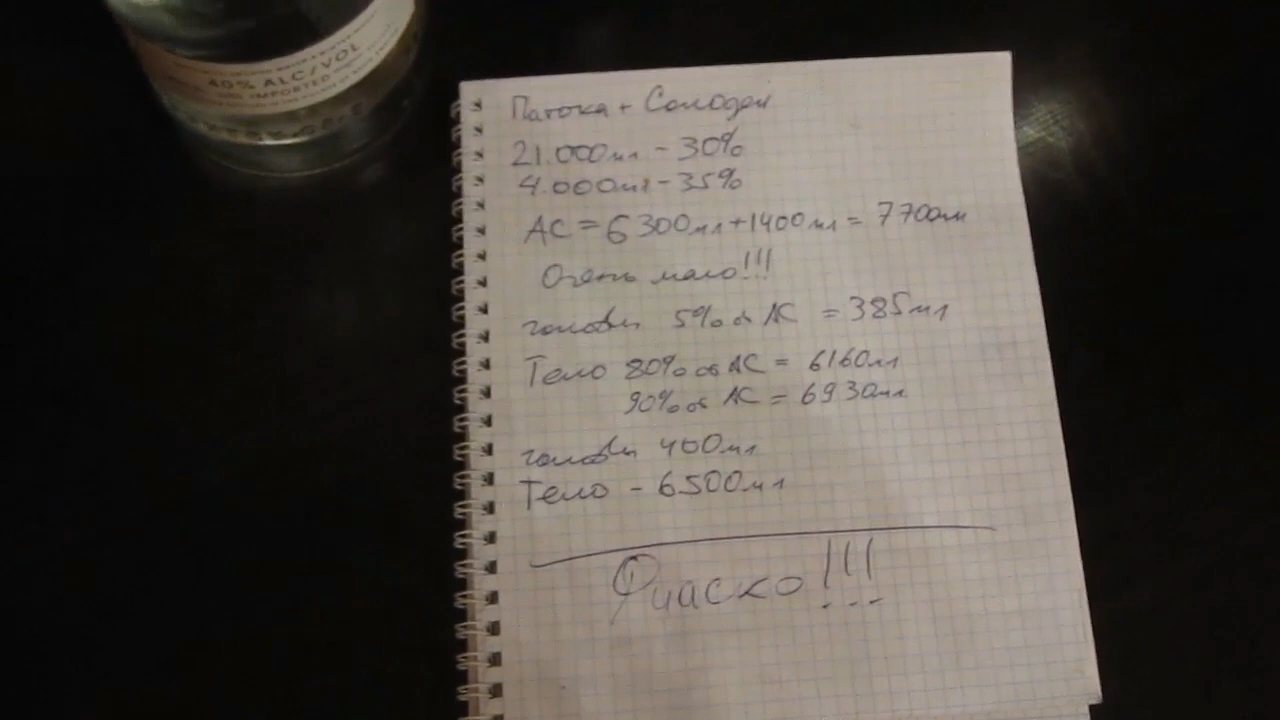 40% ALC/VOL
IMPORTED
Патока + Солодом
21.000мл - 30%
4.000мл - 35%
АС = 6300мл + 1400мл = 7700мл
Очень мало!!!
головы 5% от АС = 385мл
Тело 80% от АС = 6160мл
90% от АС = 6930мл
головы 400мл
Тело - 6500мл
Фиаско!!!